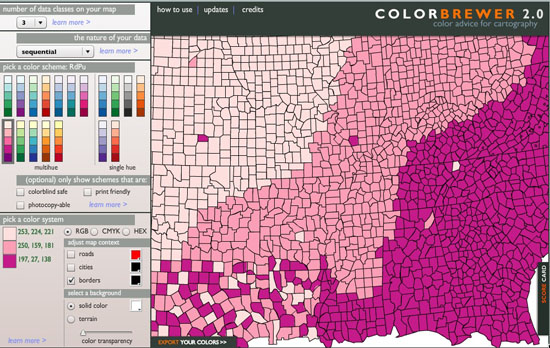 number of data classes on your map
3
learn more >
the nature of your data
sequential
learn more >
pick a color scheme: RdPu
multihue
single hue
(optional) only show schemes that are:
colorblind safe
print friendly
photocopy-able
learn more >
pick a color system
253, 224, 221
250, 159, 181
197, 27, 138
RGB
CMYK
HEX
adjust map context
roads
cities
borders
select a background
solid color
terrain
color transparency
learn more >
how to use
updates
credits
COLORBREWER 2.0
color advice for cartography
SCORE CARD
EXPORT YOUR COLORS >>